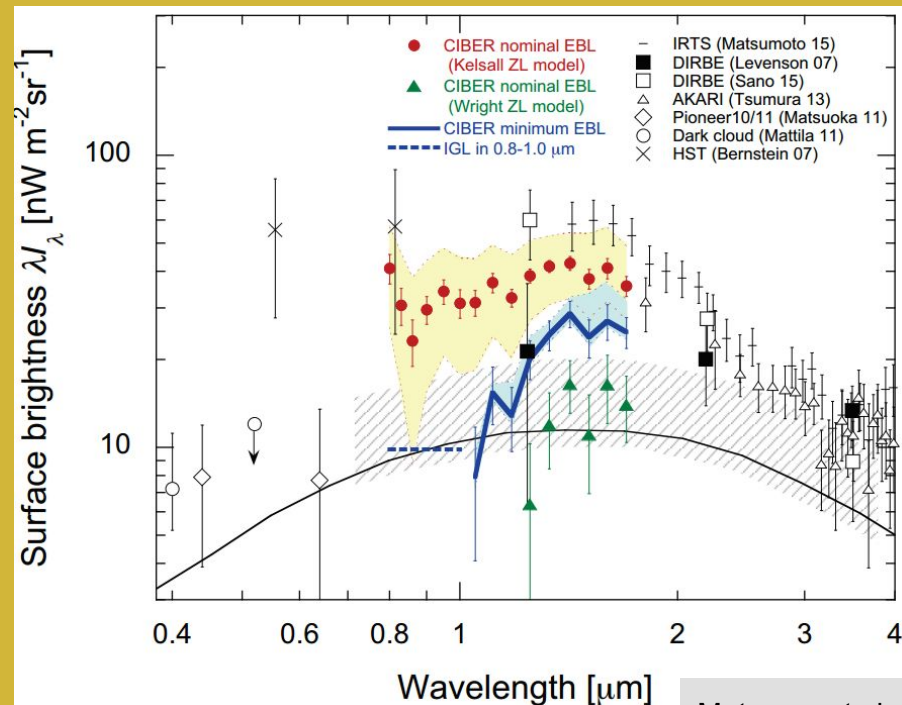 CIBER nominal EBL
(Kelsall ZL model)
CIBER nominal EBL
(Wright ZL model)
CIBER minimum EBL
IGL in 0.8-1.0 μm
IRTS (Matsumoto 15)
DIRBE (Levenson 07)
DIRBE (Sano 15)
AKARI (Tsumura 13)
Pioneer10/11 (Matsuoka 11)
Dark cloud (Mattila 11)
HST (Bernstein 07)
Surface brightness λI_λ [nW m⁻²sr⁻¹]
100
10
0.4 0.6 0.8 1 2 3 4
Wavelength [μm]